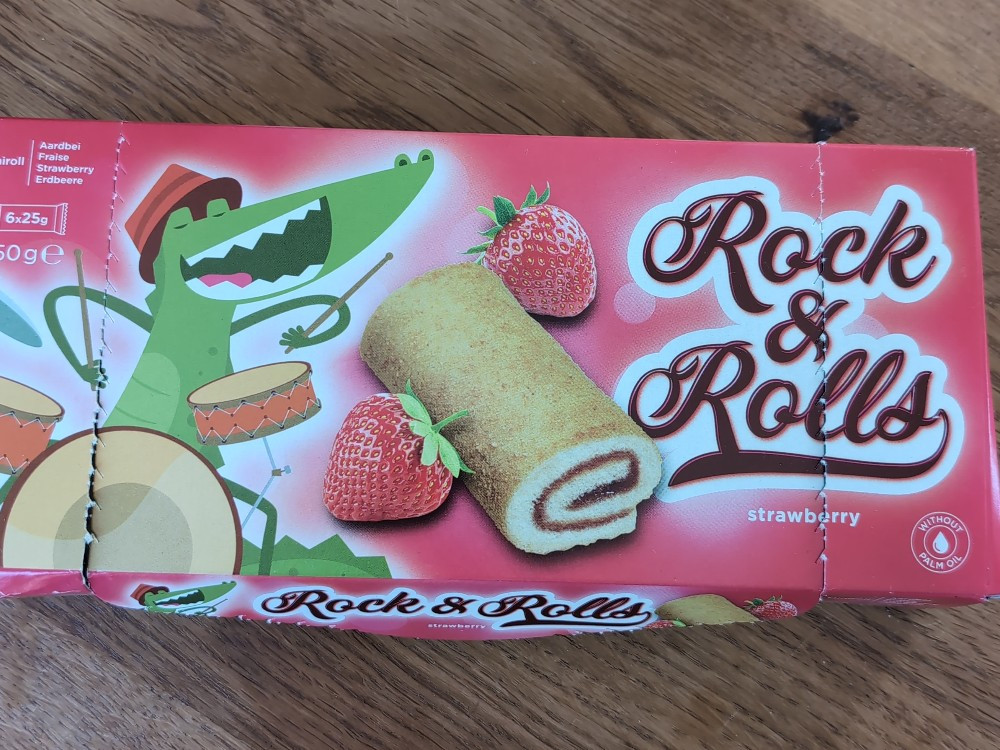 Aardbei
Fraise
Strawberry
Erdbeere
6x25g
Rock
&
Rolls
strawberry
WITHOUT
PALM OIL
Rock & Rolls
strawberry